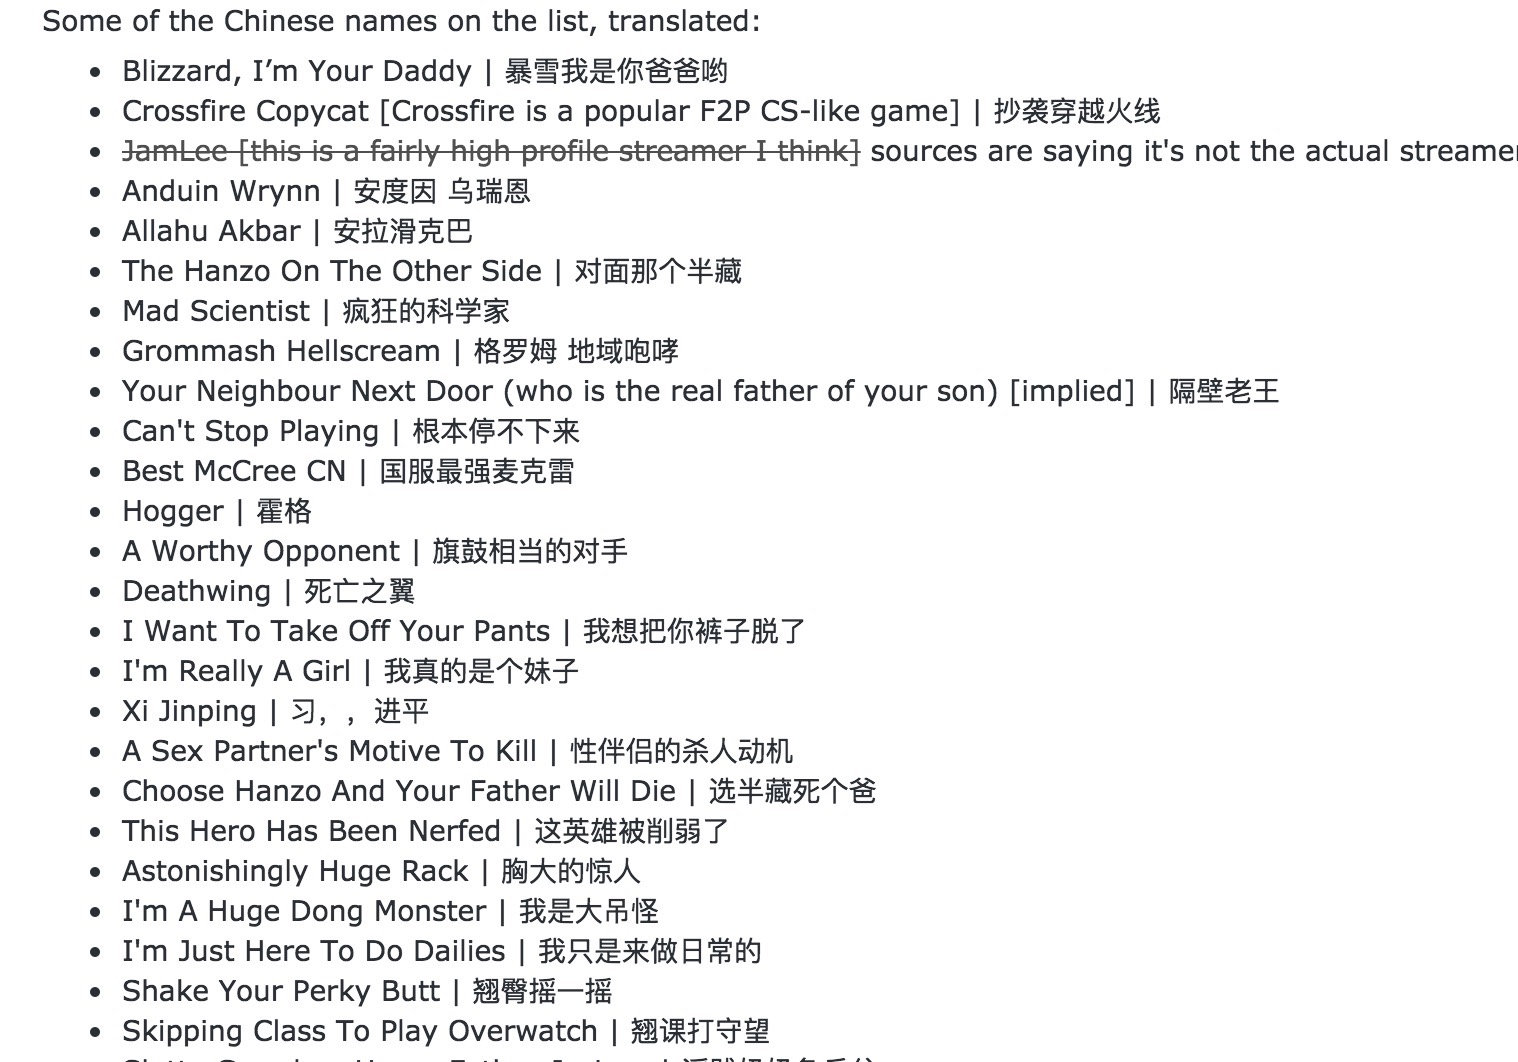 Some of the Chinese names on the list, translated:
• Blizzard, I’m Your Daddy | 暴雪我是你爸爸哟
• Crossfire Copycat [Crossfire is a popular F2P CS-like game] | 抄袭穿越火线
• JamLee [this is a fairly high profile streamer I think] sources are saying it's not the actual streamer
• Anduin Wrynn | 安度因 乌瑞恩
• Allahu Akbar | 安拉滑克巴
• The Hanzo On The Other Side | 对面那个半藏
• Mad Scientist | 疯狂的科学家
• Grommash Hellscream | 格罗姆 地域咆哮
• Your Neighbour Next Door (who is the real father of your son) [implied] | 隔壁老王
• Can't Stop Playing | 根本停不下来
• Best McCree CN | 国服最强麦克雷
• Hogger | 霍格
• A Worthy Opponent | 旗鼓相当的对手
• Deathwing | 死亡之翼
• I Want To Take Off Your Pants | 我想把你裤子脱了
• I'm Really A Girl | 我真的是个妹子
• Xi Jinping | 习，，进平
• A Sex Partner's Motive To Kill | 性伴侣的杀人动机
• Choose Hanzo And Your Father Will Die | 选半藏死个爸
• This Hero Has Been Nerfed | 这英雄被削弱了
• Astonishingly Huge Rack | 胸大的惊人
• I'm A Huge Dong Monster | 我是大吊怪
• I'm Just Here To Do Dailies | 我只是来做日常的
• Shake Your Perky Butt | 翘臀摇一摇
• Skipping Class To Play Overwatch | 翘课打守望